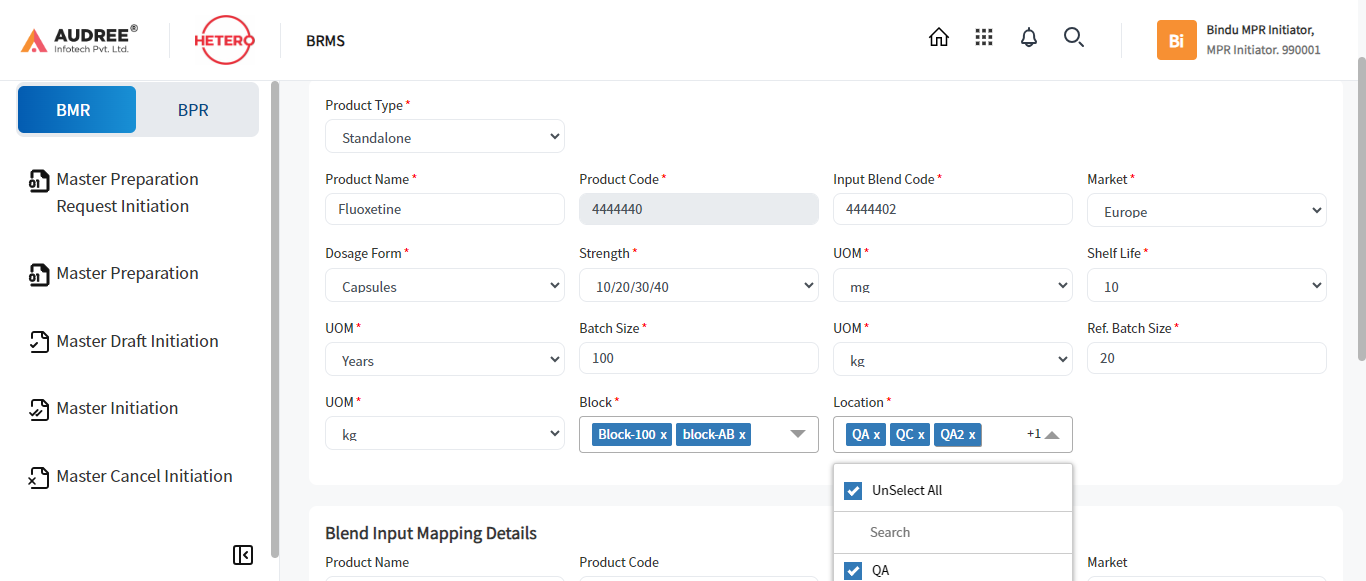 AUDREE®
Infotech Pvt. Ltd.
HETERO
BRMS
Bi
Bindu MPR Initiator,
MPR Initiator. 990001
BMR
BPR
Master Preparation
Request Initiation
Master Preparation
Master Draft Initiation
Master Initiation
Master Cancel Initiation
Product Type *
Standalone
Product Name *
Product Code *
Input Blend Code *
Market *
Fluoxetine
4444440
4444402
Europe
Dosage Form *
Strength *
UOM *
Shelf Life *
Capsules
10/20/30/40
mg
10
UOM *
Batch Size *
UOM *
Ref. Batch Size *
Years
100
kg
20
UOM *
Block *
Location *
kg
Block-100 x block-AB x
QA x QC x QA2 x +1
UnSelect All
Search
QA
Blend Input Mapping Details
Product Name
Product Code
Market